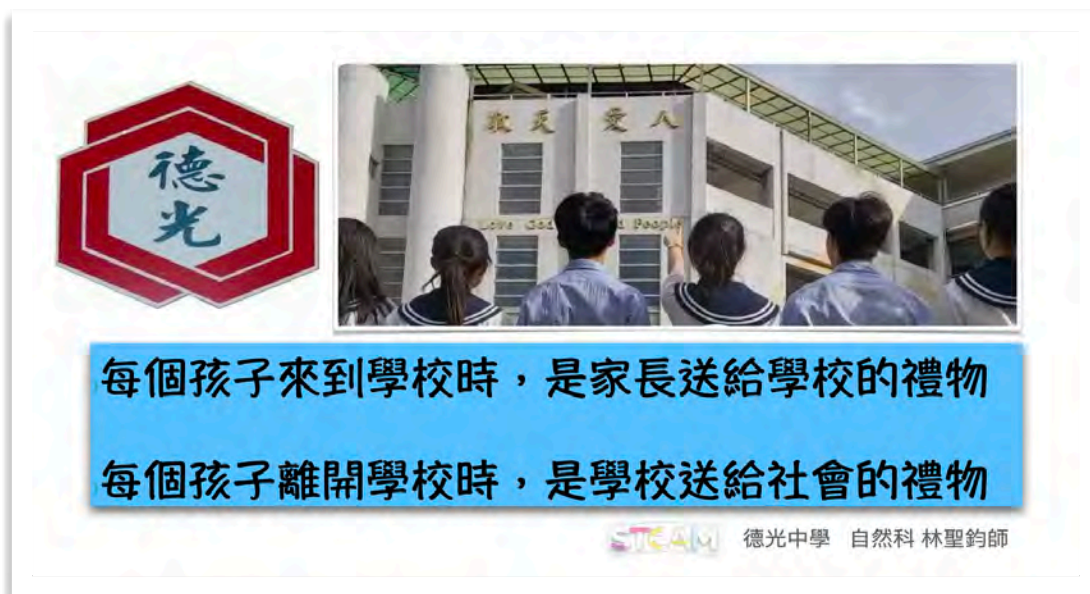 德
光
敬天愛人
每個孩子來到學校時，是家長送給學校的禮物
每個孩子離開學校時，是學校送給社會的禮物
STEAM 德光中學 自然科 林聖鈞師